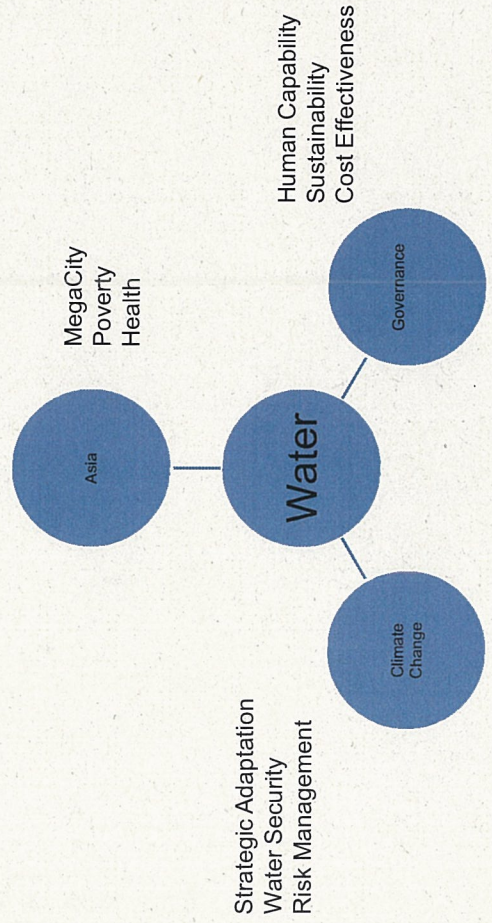 MegaCity
Poverty
Health
Asia
Human Capability
Sustainability
Cost Effectiveness
Water
Governance
Strategic Adaptation
Water Security
Risk Management
Climate
Change